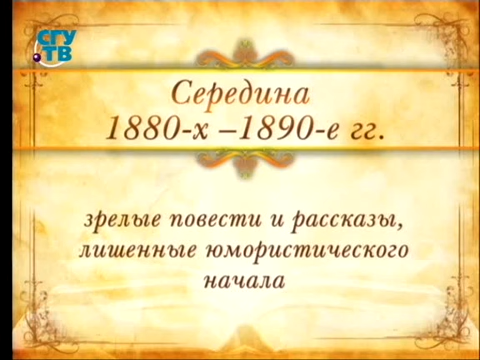 СГУ
ТВ
Середина
1880-х –1890-е гг.
зрелые повести и рассказы,
лишенные юмористического
начала